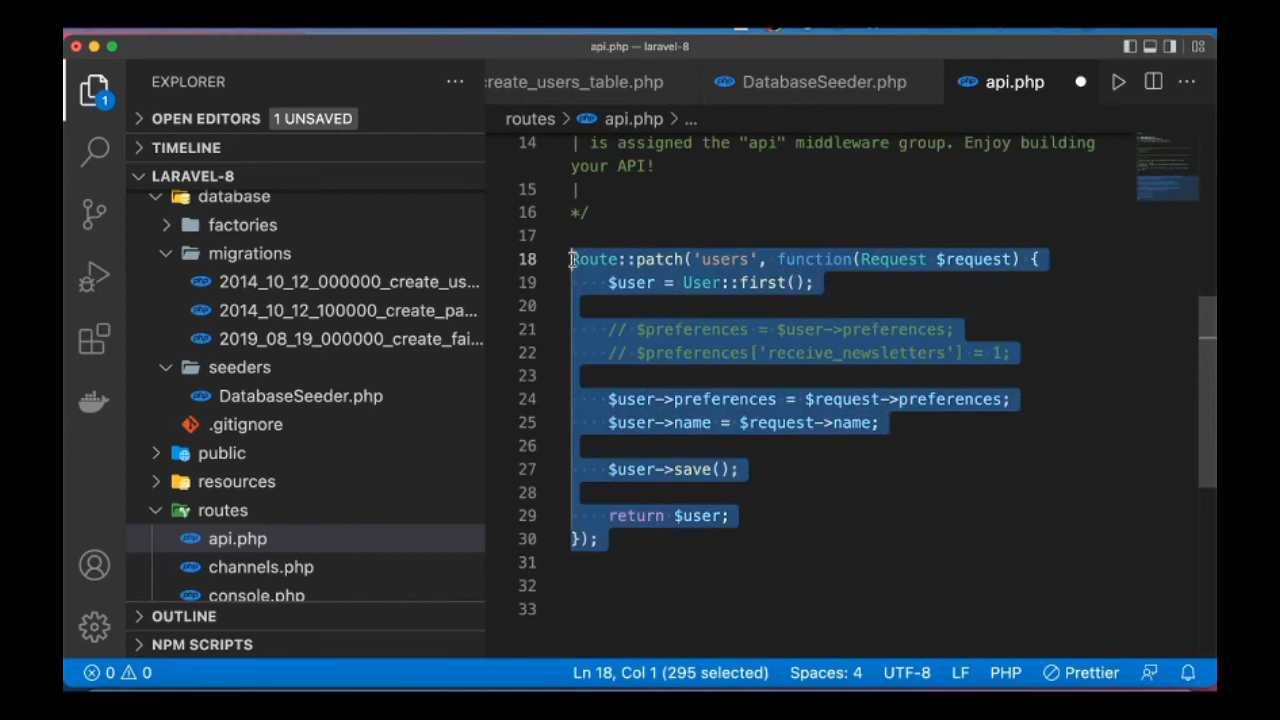 api.php — laravel-8
EXPLORER
create_users_table.php
DatabaseSeeder.php
api.php
OPEN EDITORS 1 UNSAVED
routes > api.php > ...
TIMELINE
LARAVEL-8
database
factories
migrations
2014_10_12_000000_create_us...
2014_10_12_100000_create_pa...
2019_08_19_000000_create_fai...
seeders
DatabaseSeeder.php
.gitignore
public
resources
routes
api.php
channels.php
console.php
OUTLINE
NPM SCRIPTS
1
14 | is assigned the "api" middleware group. Enjoy building
your API!
15 |
16 */
17
18 Route::patch('users', function(Request $request) {
19 $user = User::first();
20
21 // $preferences = $user->preferences;
22 // $preferences['receive_newsletters'] = 1;
23
24 $user->preferences = $request->preferences;
25 $user->name = $request->name;
26
27 $user->save();
28
29 return $user;
30 });
31
32
33
0 0 Ln 18, Col 1 (295 selected) Spaces: 4 UTF-8 LF PHP Prettier